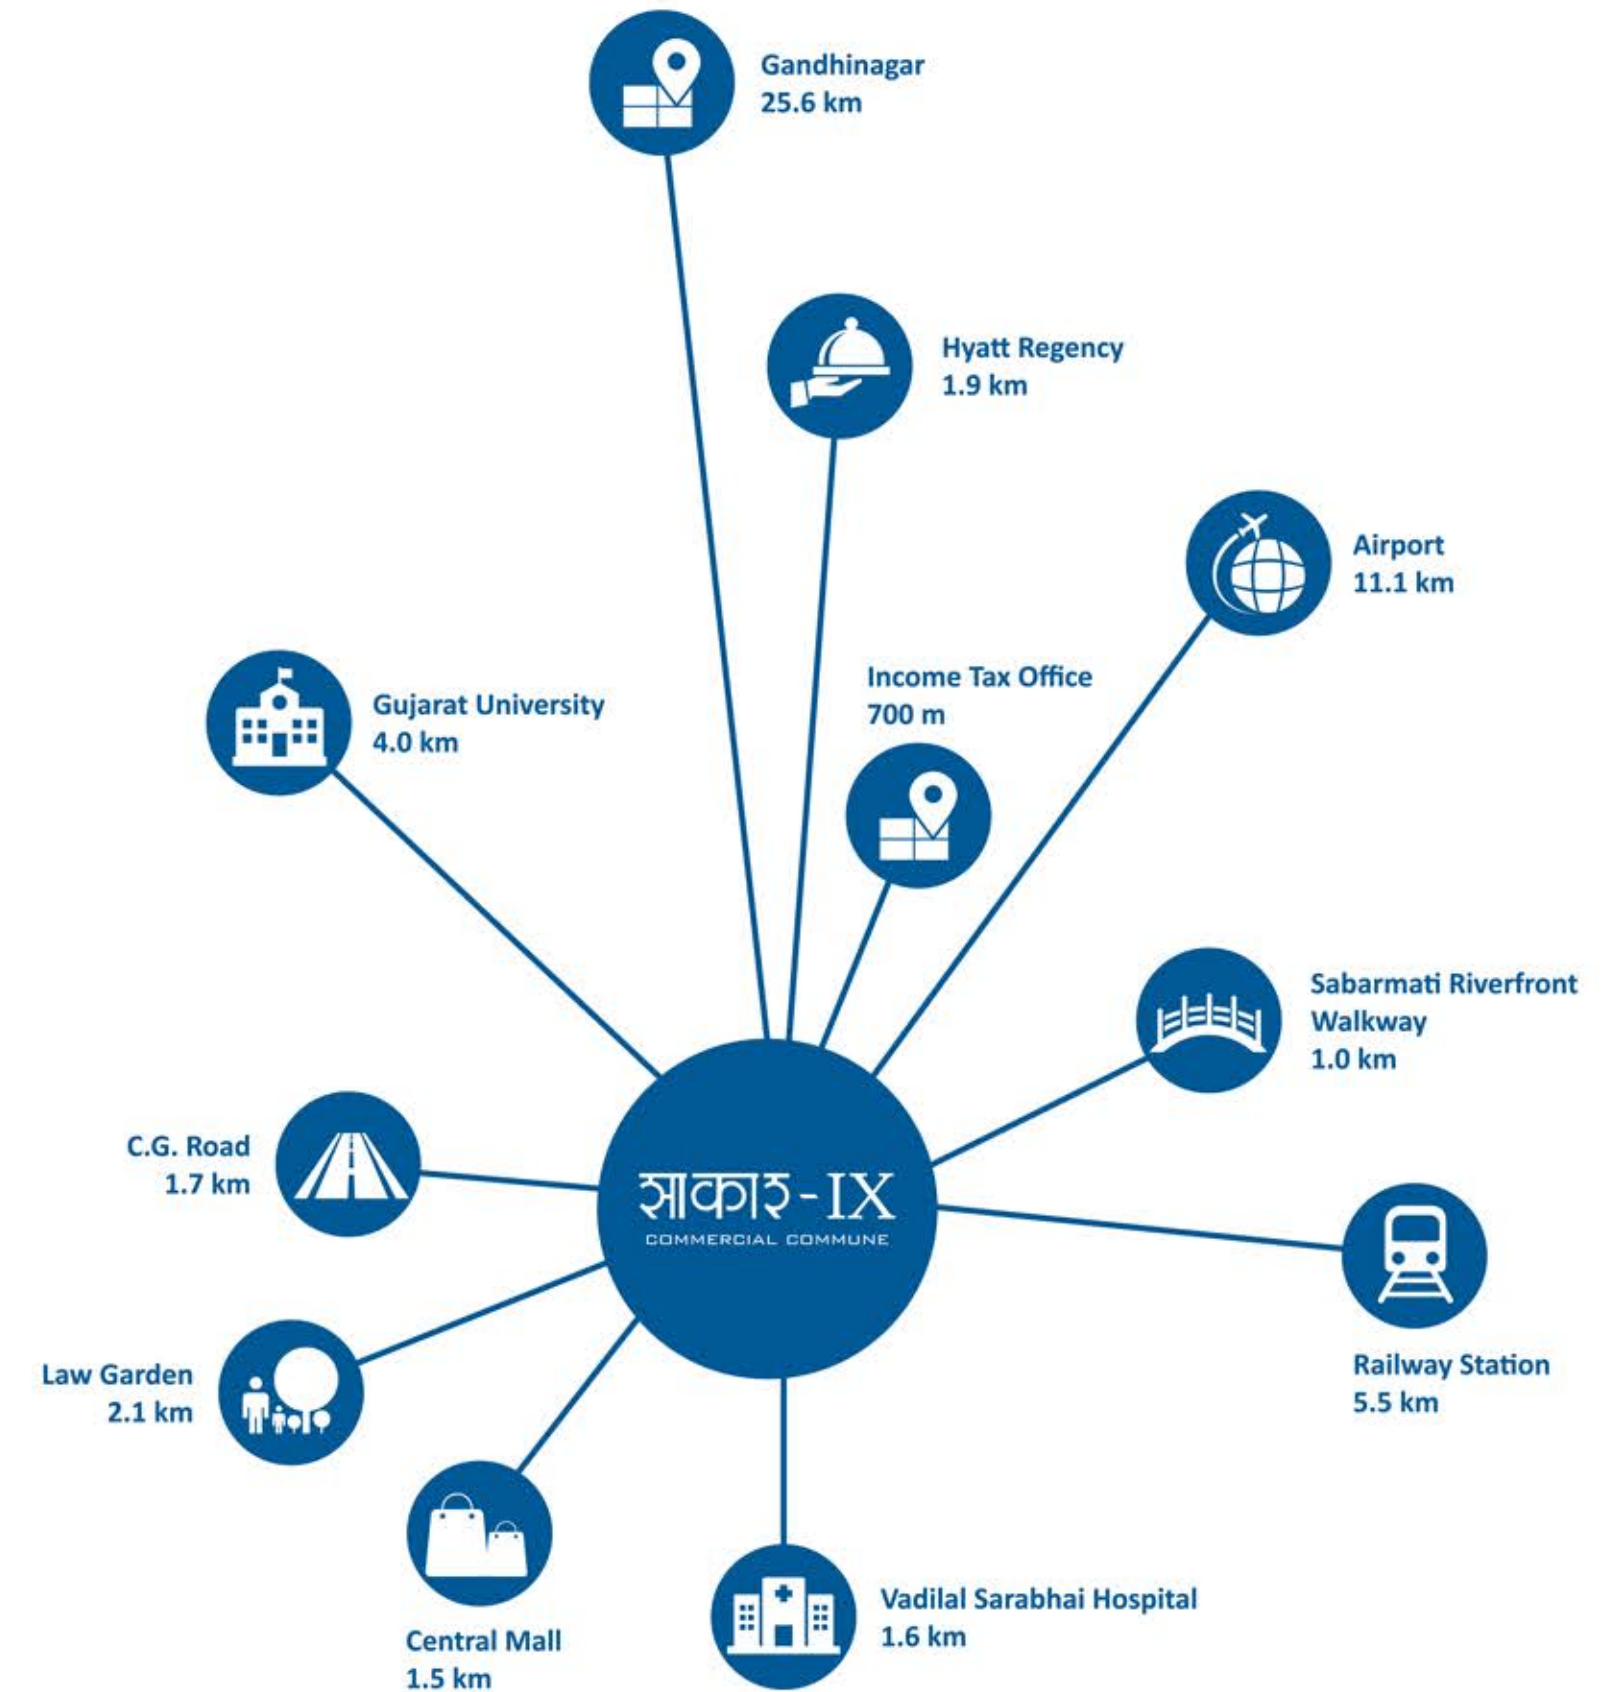 Gandhinagar
25.6 km
Hyatt Regency
1.9 km
Airport
11.1 km
Income Tax Office
700 m
Gujarat University
4.0 km
Sabarmati Riverfront
Walkway
1.0 km
C.G. Road
1.7 km
साकार-IX
COMMERCIAL COMMUNE
Railway Station
5.5 km
Law Garden
2.1 km
Central Mall
1.5 km
Vadilal Sarabhai Hospital
1.6 km